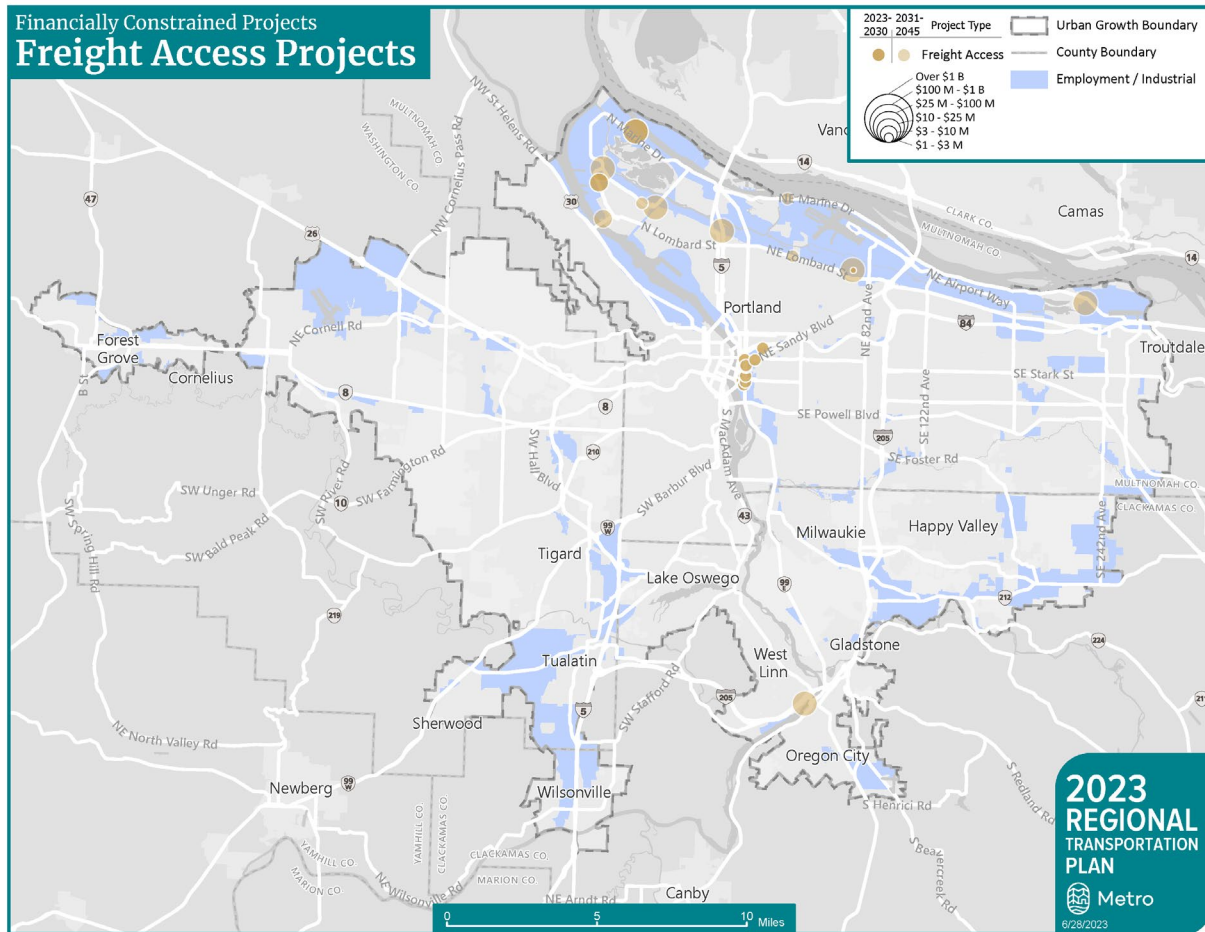 Financially Constrained Projects
Freight Access Projects
2023-2030
2031-2045
Project Type
Freight Access
Over $1 B
$100 M - $1 B
$25 M - $100 M
$10 - $25 M
$3 - $10 M
$1 - $3 M
Urban Growth Boundary
County Boundary
Employment / Industrial
NW St Helens Rd
NW Cornelius Pass Rd
MULTNOMAH CO.
WASHINGTON CO.
N Marine Dr
14
47
30
26
NE Marine Dr
CLARK CO.
MULTNOMAH CO.
Camas
14
N Lombard St
5
NE Lombard St
NE Airport Way
Portland
84
NE Sandy Blvd
NE 82nd Ave
Troutdale
NE Cornell Rd
Forest
Grove
Cornelius
B St
8
8
SE Stark St
SE 122nd Ave
SE Powell Blvd
S MacAdam Ave
205
SW Hall Blvd
210
SE Foster Rd
SW Farmington Rd
SW Barbur Blvd
SW Unger Rd
SW River Rd
10
MULTNOMAH CO.
CLACKAMAS CO.
43
99
W
SW Spring Hill Rd
SW Bald Peak Rd
Tigard
Milwaukie
Happy Valley
SE 242nd Ave
Lake Oswego
99
E
212
219
224
Tualatin
West
Linn
Gladstone
SW Stafford Rd
205
5
Sherwood
NE North Valley Rd
Oregon City
99
W
Newberg
Wilsonville
S Henrici Rd
S Redland Rd
YAMHILL CO.
CLACKAMAS CO.
S Beavercreek Rd
YAMHILL CO.
MARION CO.
CLACKAMAS CO.
MARION CO.
NE Wilsonville Rd
NE Arndt Rd
Canby
0
5
10
Miles
2023
REGIONAL
TRANSPORTATION
PLAN
Metro
6/28/2023